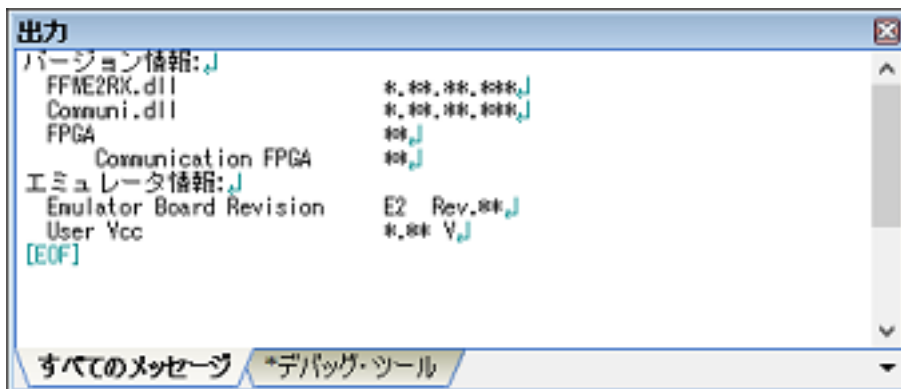 出力
バージョン情報:↲
FFWE2RX.dll *.**.**.***↲
Communi.dll *.**.**.***↲
FPGA **↲
Communication FPGA **↲
エミュレータ情報:↲
Emulator Board Revision E2 Rev.**↲
User Vcc *.** V↲
[EOF]
すべてのメッセージ *デバッグ・ツール